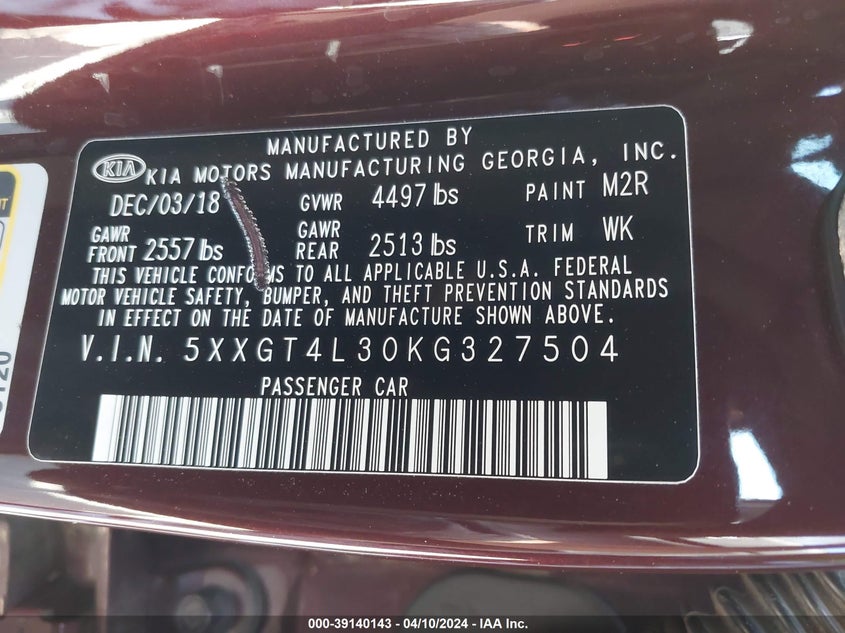 MANUFACTURED BY
KIA KIA MOTORS MANUFACTURING GEORGIA, INC.
DEC/03/18 GVWR 4497 lbs PAINT M2R
GAWR FRONT 2557 lbs GAWR REAR 2513 lbs TRIM WK
THIS VEHICLE CONFORMS TO ALL APPLICABLE U.S.A. FEDERAL
MOTOR VEHICLE SAFETY, BUMPER, AND THEFT PREVENTION STANDARDS
IN EFFECT ON THE DATE OF MANUFACTURE SHOWN ABOVE.
V.I.N. 5XXGT4L30KG327504
PASSENGER CAR
000-39140143 - 04/10/2024 - IAA Inc.